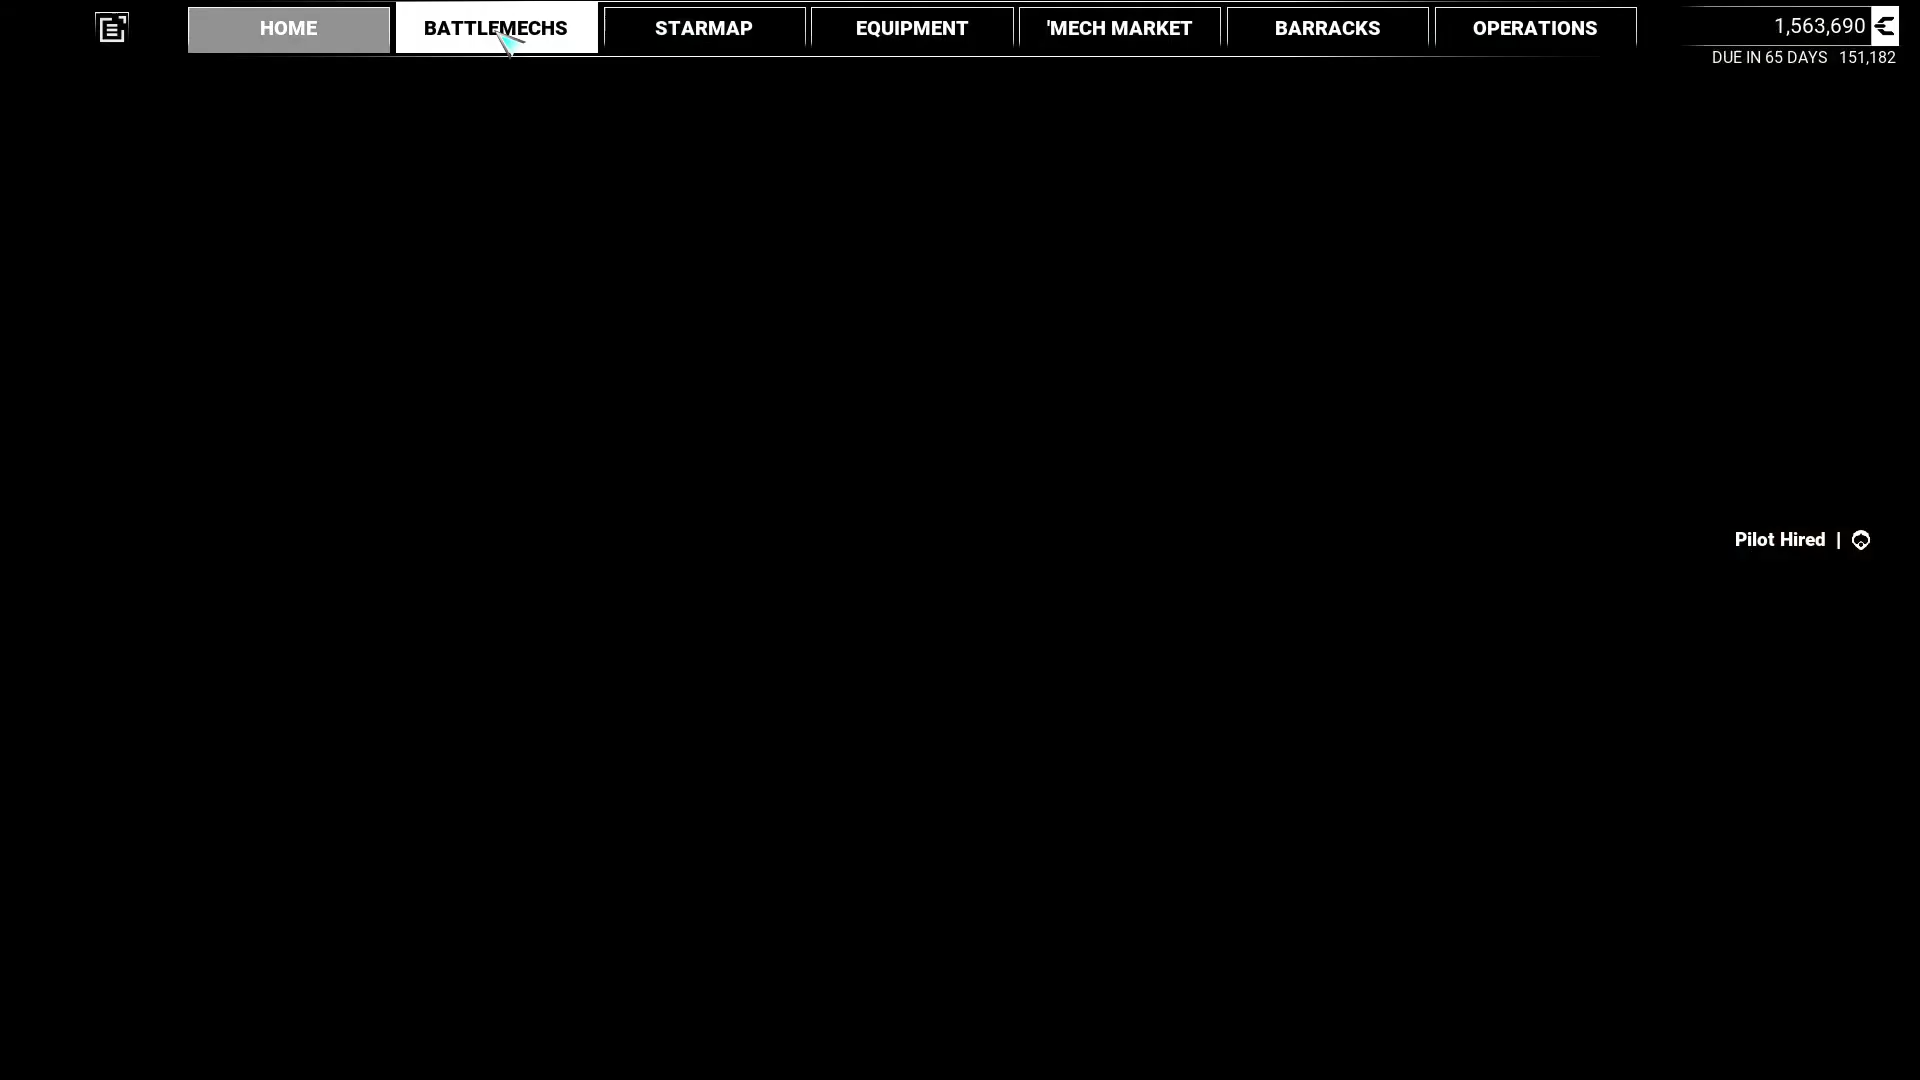 HOME
BATTLEMECHS
STARMAP
EQUIPMENT
'MECH MARKET
BARRACKS
OPERATIONS
1,563,690
DUE IN 65 DAYS 151,182
Pilot Hired |